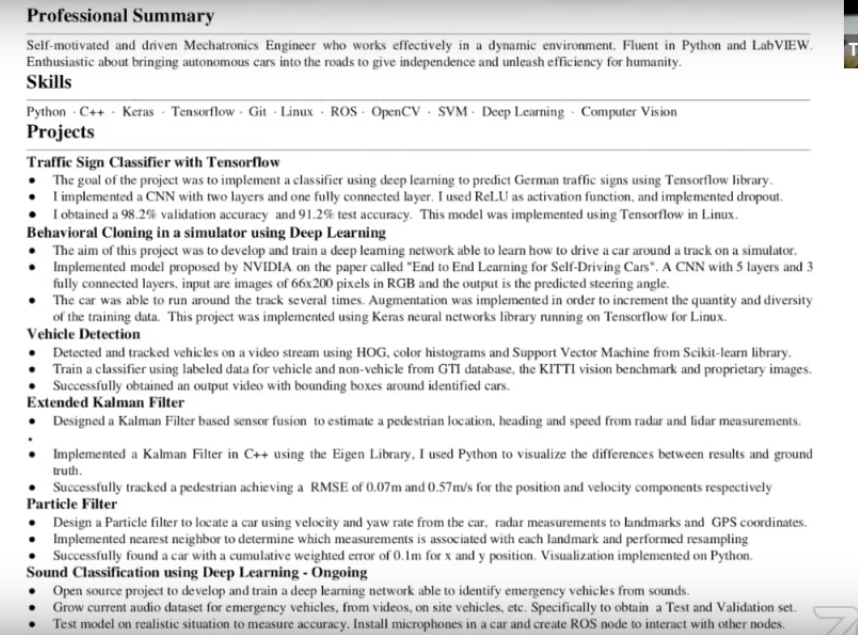 Professional Summary
Self-motivated and driven Mechatronics Engineer who works effectively in a dynamic environment. Fluent in Python and LabVIEW.
Enthusiastic about bringing autonomous cars into the roads to give independence and unleash efficiency for humanity.
Skills
Python · C++ · Keras · Tensorflow · Git · Linux · ROS · OpenCV · SVM · Deep Learning · Computer Vision
Projects
Traffic Sign Classifier with Tensorflow
• The goal of the project was to implement a classifier using deep learning to predict German traffic signs using Tensorflow library.
• I implemented a CNN with two layers and one fully connected layer. I used ReLU as activation function, and implemented dropout.
• I obtained a 98.2% validation accuracy and 91.2% test accuracy. This model was implemented using Tensorflow in Linux.
Behavioral Cloning in a simulator using Deep Learning
• The aim of this project was to develop and train a deep learning network able to learn how to drive a car around a track on a simulator.
• Implemented model proposed by NVIDIA on the paper called "End to End Learning for Self-Driving Cars". A CNN with 5 layers and 3
fully connected layers, input are images of 66x200 pixels in RGB and the output is the predicted steering angle.
• The car was able to run around the track several times. Augmentation was implemented in order to increment the quantity and diversity
of the training data. This project was implemented using Keras neural networks library running on Tensorflow for Linux.
Vehicle Detection
• Detected and tracked vehicles on a video stream using HOG, color histograms and Support Vector Machine from Scikit-learn library.
• Train a classifier using labeled data for vehicle and non-vehicle from GTI database, the KITTI vision benchmark and proprietary images.
• Successfully obtained an output video with bounding boxes around identified cars.
Extended Kalman Filter
• Designed a Kalman Filter based sensor fusion to estimate a pedestrian location, heading and speed from radar and lidar measurements.
•
• Implemented a Kalman Filter in C++ using the Eigen Library, I used Python to visualize the differences between results and ground
truth.
• Successfully tracked a pedestrian achieving a RMSE of 0.07m and 0.57m/s for the position and velocity components respectively
Particle Filter
• Design a Particle filter to locate a car using velocity and yaw rate from the car, radar measurements to landmarks and GPS coordinates.
• Implemented nearest neighbor to determine which measurements is associated with each landmark and performed resampling
• Successfully found a car with a cumulative weighted error of 0.1m for x and y position. Visualization implemented on Python.
Sound Classification using Deep Learning - Ongoing
• Open source project to develop and train a deep learning network able to identify emergency vehicles from sounds.
• Grow current audio dataset for emergency vehicles, from videos, on site vehicles, etc. Specifically to obtain a Test and Validation set.
• Test model on realistic situation to measure accuracy. Install microphones in a car and create ROS node to interact with other nodes.